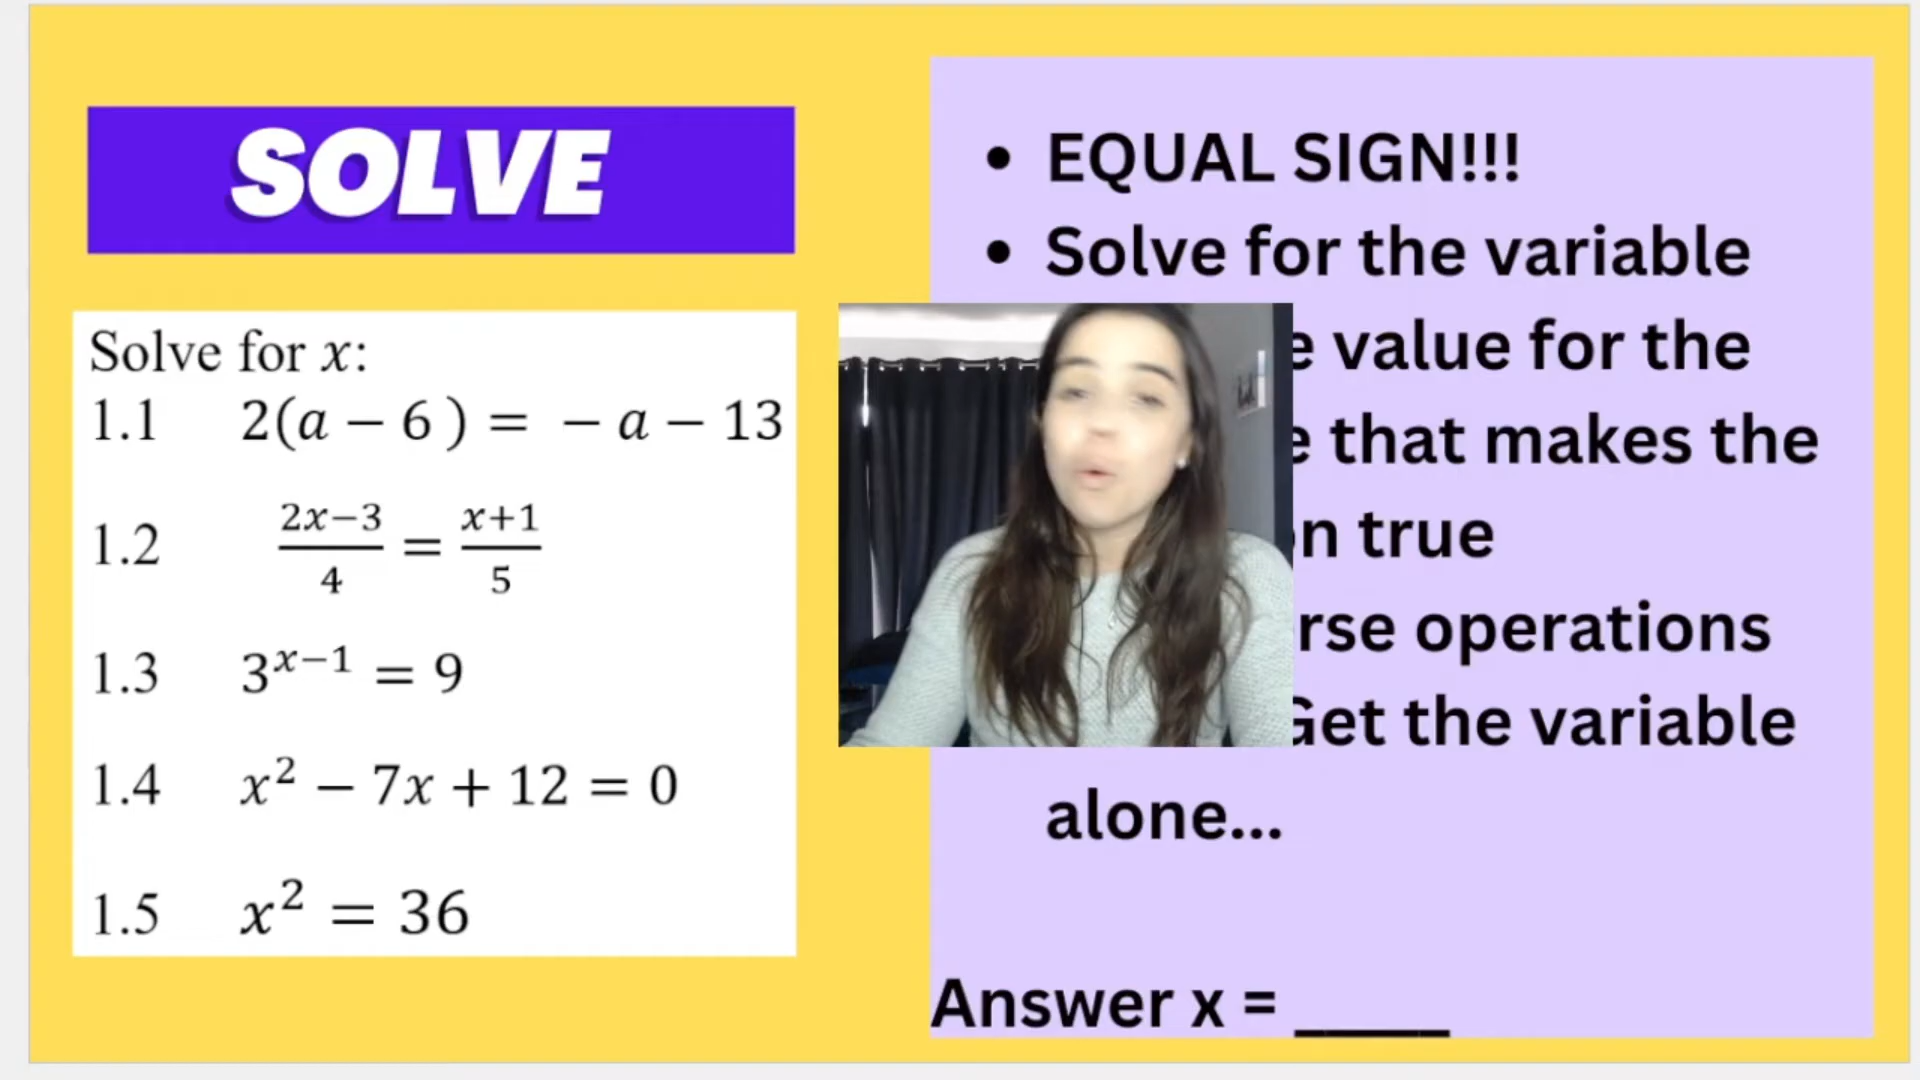 SOLVE
Solve for x:
1.1 2(a − 6 ) = − a − 13
1.2 2x−3/4 = x+1/5
1.3 3^{x−1} = 9
1.4 x² − 7x + 12 = 0
1.5 x² = 36
• EQUAL SIGN!!!
• Solve for the variable
value for the
that makes the
true
operations
Get the variable
alone...
Answer x = _____